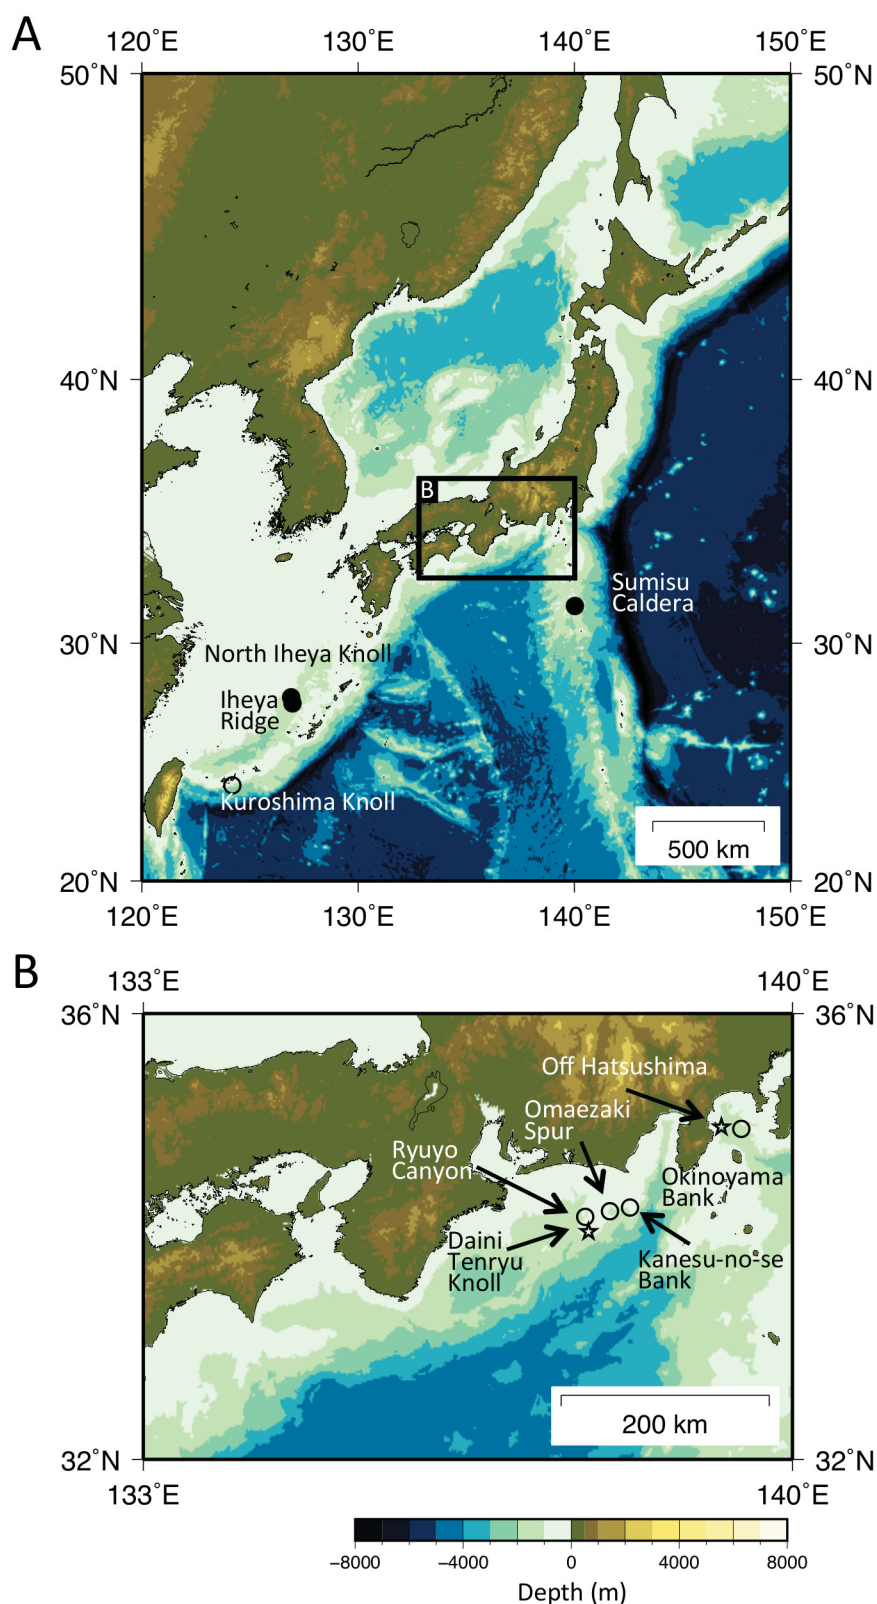 A
120°E 130°E 140°E 150°E
50°N 50°N
40°N 40°N
B
Sumisu
Caldera
30°N 30°N
North Iheya Knoll
Iheya
Ridge
Kuroshima Knoll
500 km
20°N 20°N
120°E 130°E 140°E 150°E
B
133°E 140°E
36°N 36°N
Off Hatsushima
Omaezaki
Spur
Ryuyo
Canyon
Okinoyama
Bank
Daini
Tenryu
Knoll
Kanesu-no-se
Bank
200 km
32°N 32°N
133°E 140°E
−8000 −4000 0 4000 8000
Depth (m)